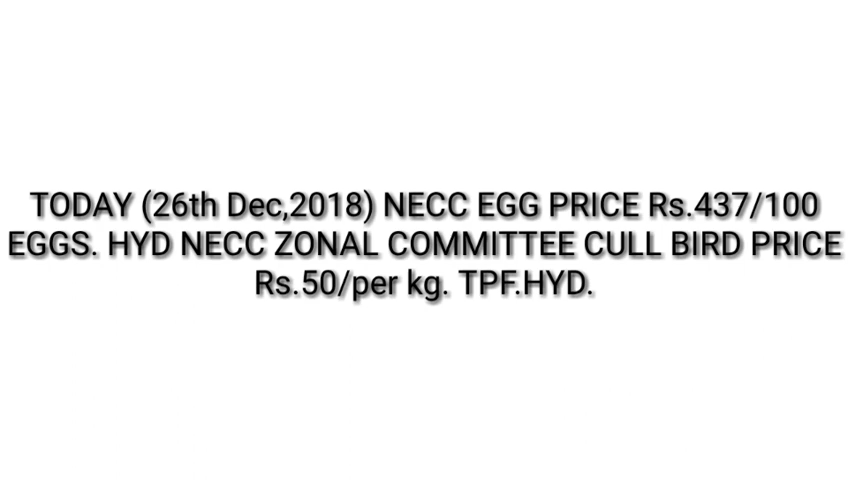 TODAY (26th Dec,2018) NECC EGG PRICE Rs.437/100
EGGS. HYD NECC ZONAL COMMITTEE CULL BIRD PRICE
Rs.50/per kg. TPF.HYD.